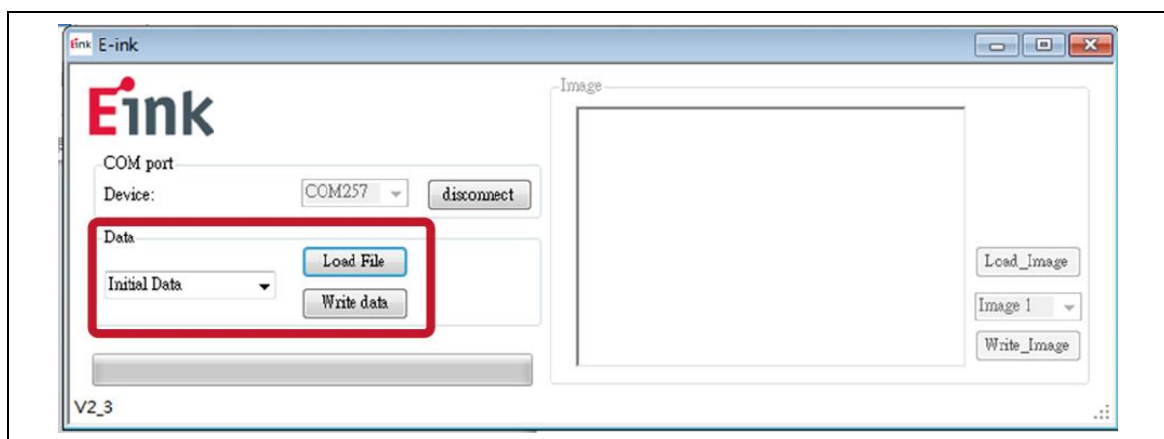 Eink E-ink
Eink
COM port
Device: COM257 disconnect
Data
Initial Data
Load File
Write data
V2_3
Image
Load_Image
Image 1
Write_Image